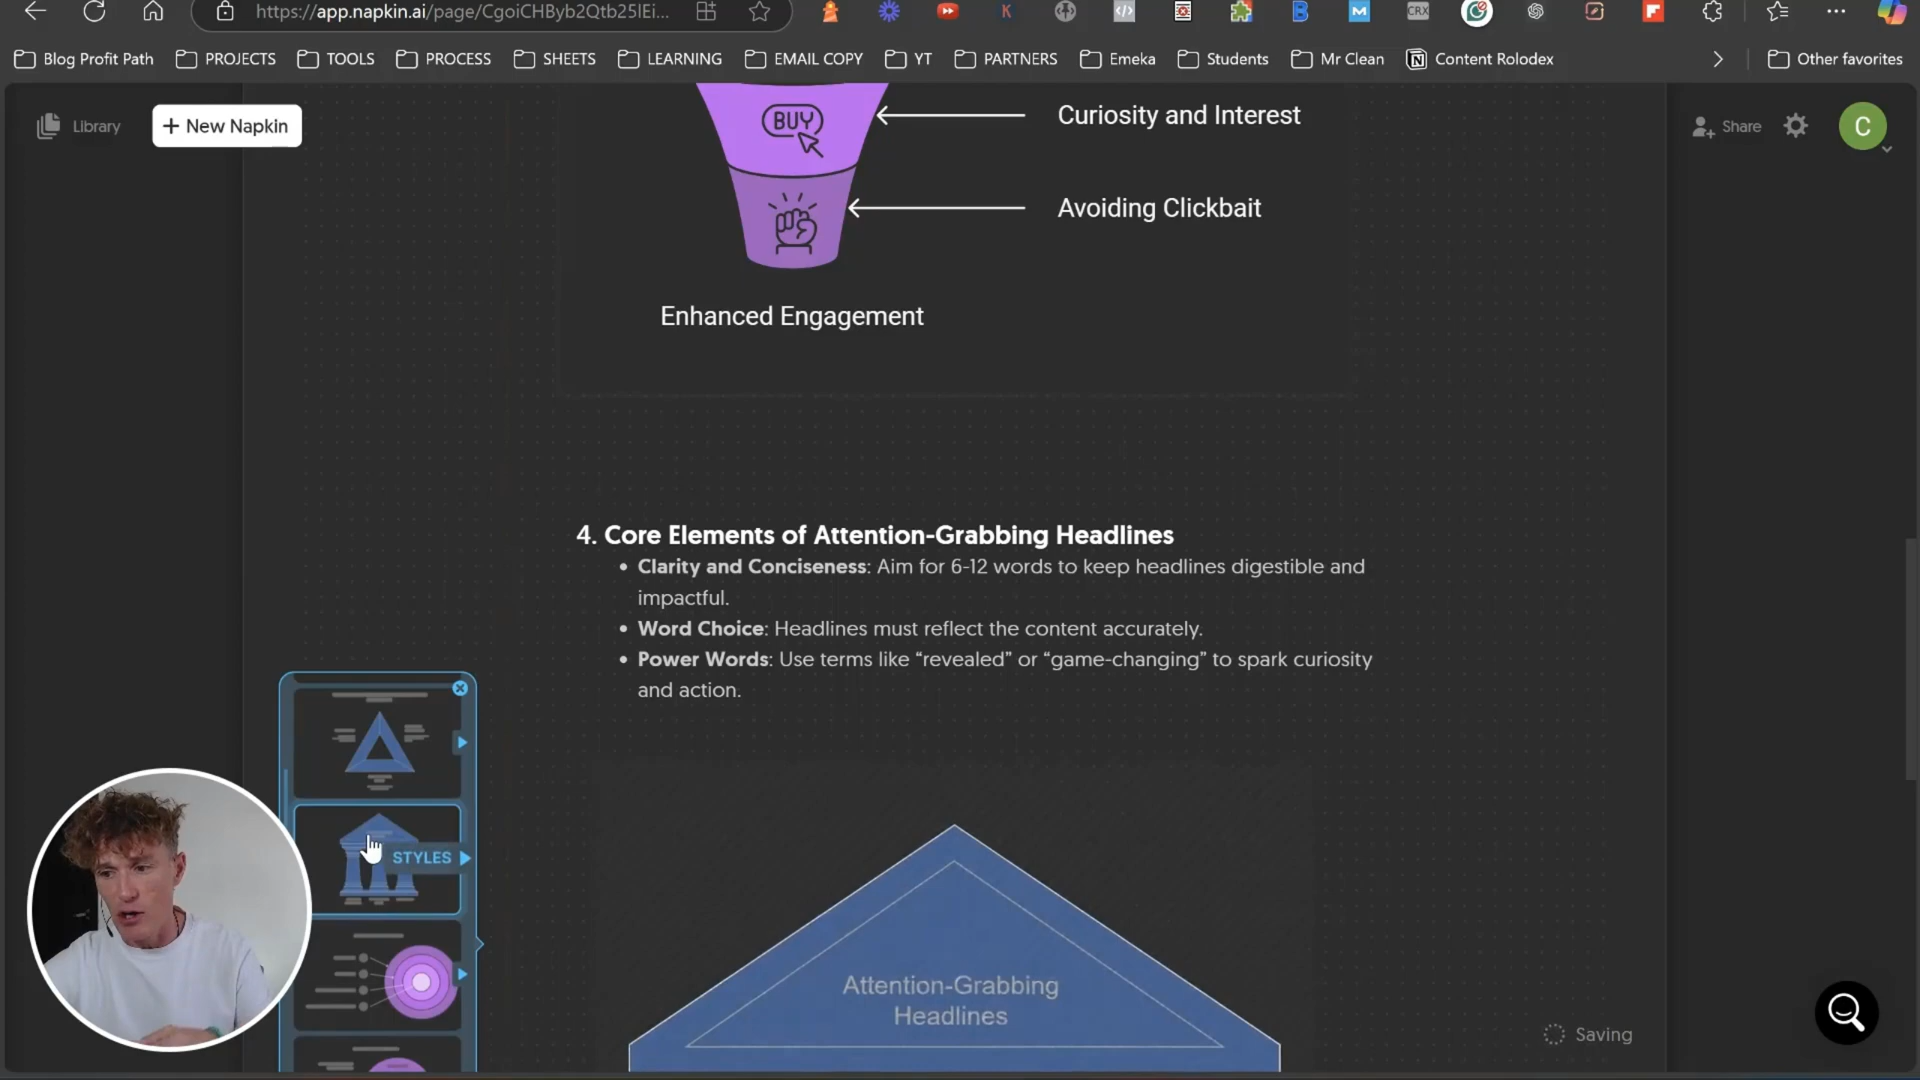 https://app.napkin.ai/page/CgoiCHByb2Qtb25lEi...
K
CRX
B
M
Blog Profit Path
PROJECTS
TOOLS
PROCESS
SHEETS
LEARNING
EMAIL COPY
YT
PARTNERS
Emeka
Students
Mr Clean
Content Rolodex
Other favorites
Library
+ New Napkin
Share
C
BUY
Curiosity and Interest
Avoiding Clickbait
Enhanced Engagement
4. Core Elements of Attention-Grabbing Headlines
• Clarity and Conciseness: Aim for 6-12 words to keep headlines digestible and
impactful.
• Word Choice: Headlines must reflect the content accurately.
• Power Words: Use terms like “revealed” or “game-changing” to spark curiosity
and action.
STYLES
Attention-Grabbing
Headlines
Saving